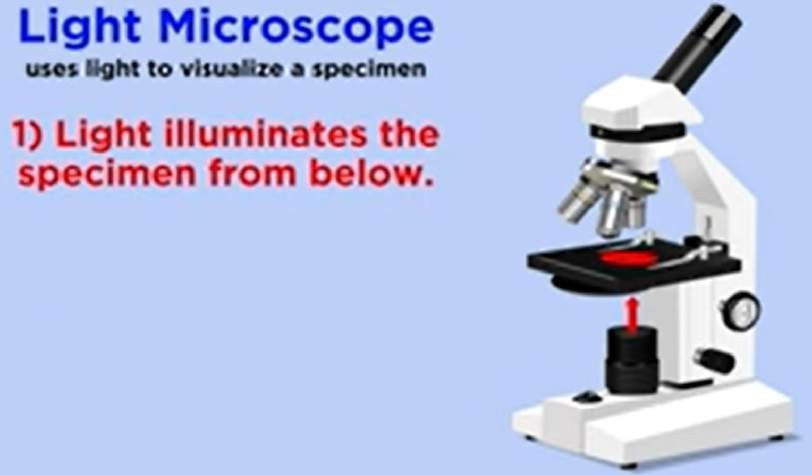 Light Microscope
uses light to visualize a specimen
1) Light illuminates the
specimen from below.